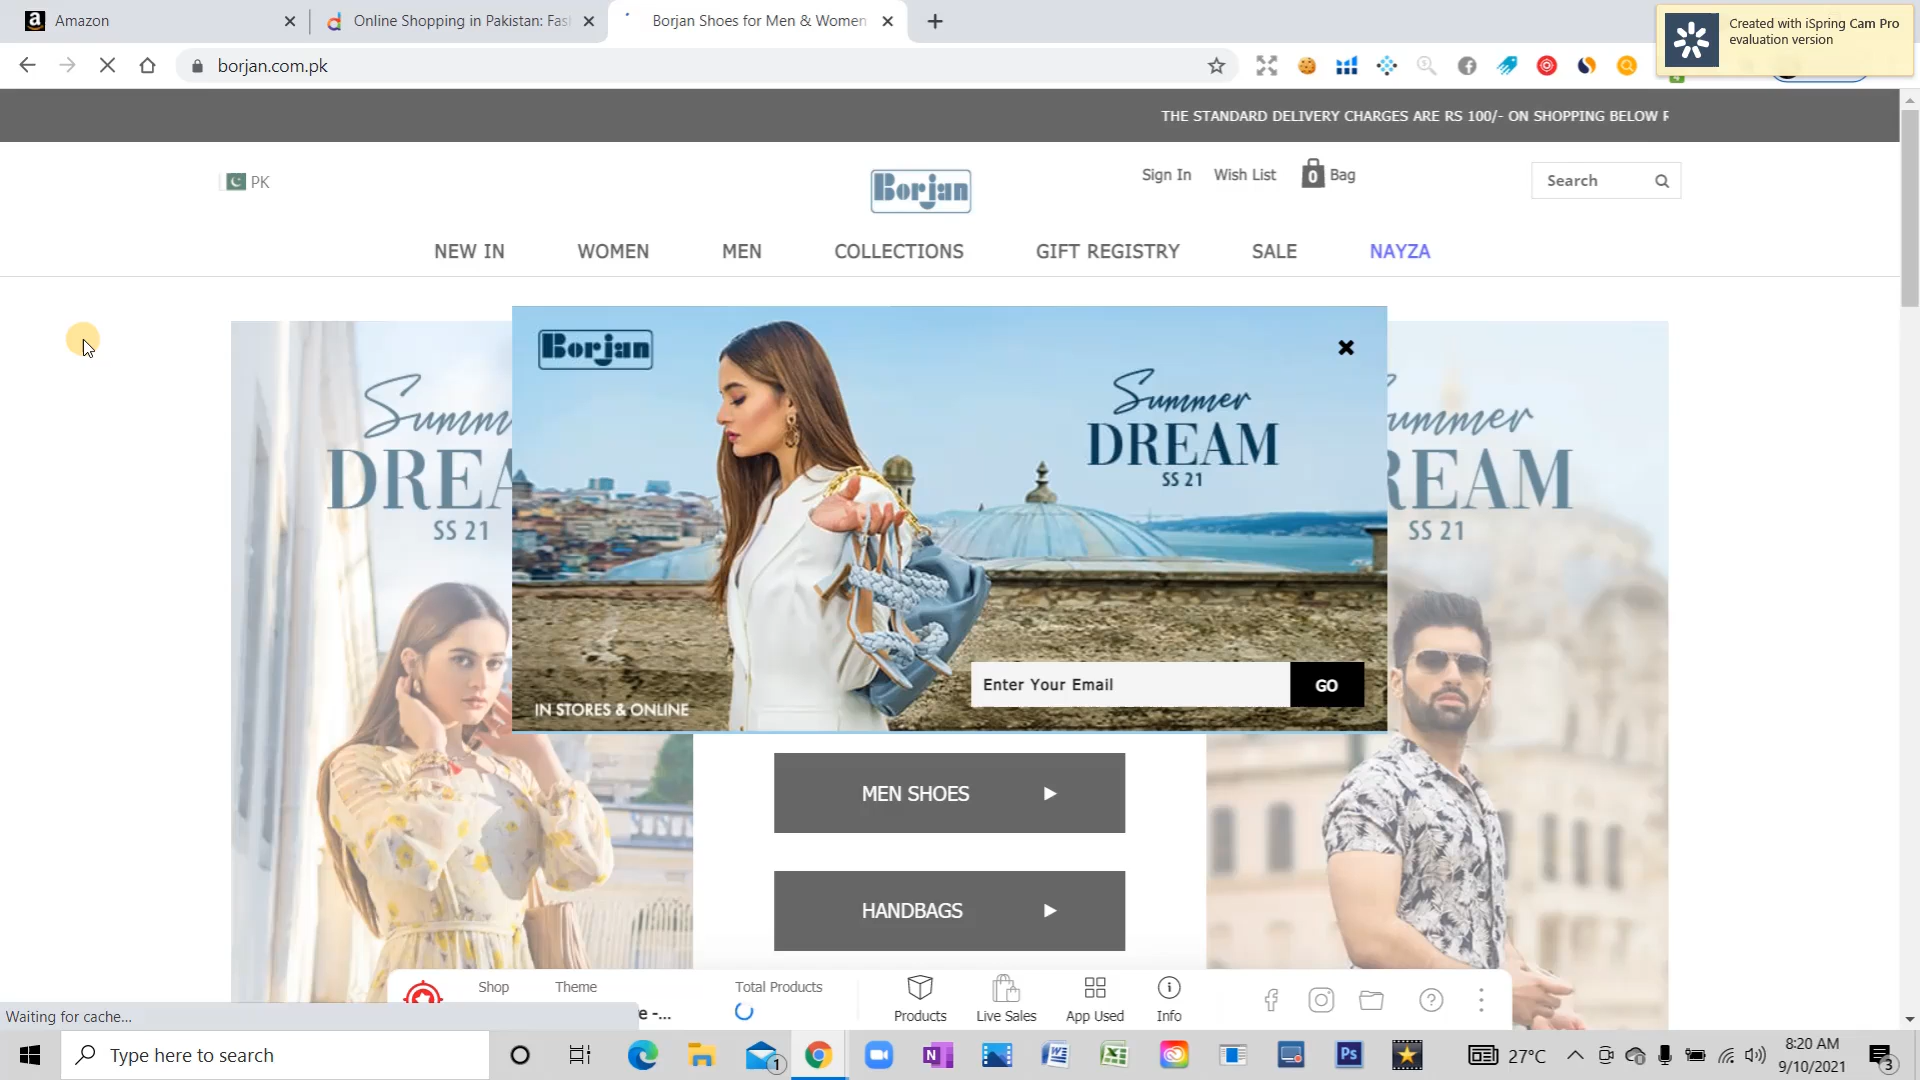 Amazon
Online Shopping in Pakistan: Fas
Borjan Shoes for Men & Women
Created with iSpring Cam Pro
evaluation version
borjan.com.pk
THE STANDARD DELIVERY CHARGES ARE RS 100/- ON SHOPPING BELOW
PK
Borjan
Sign In
Wish List
0
Bag
Search
NEW IN
WOMEN
MEN
COLLECTIONS
GIFT REGISTRY
SALE
NAYZA
Borjan
Summer
DREAM
SS 21
Summ
DREA
SS 21
ummer
REAM
SS 21
Enter Your Email
GO
IN STORES & ONLINE
MEN SHOES
HANDBAGS
Shop
Theme
Total Products
e -...
Products
Live Sales
App Used
Info
Waiting for cache...
Type here to search
1
N
Ps
27°C
8:20 AM
9/10/2021
3